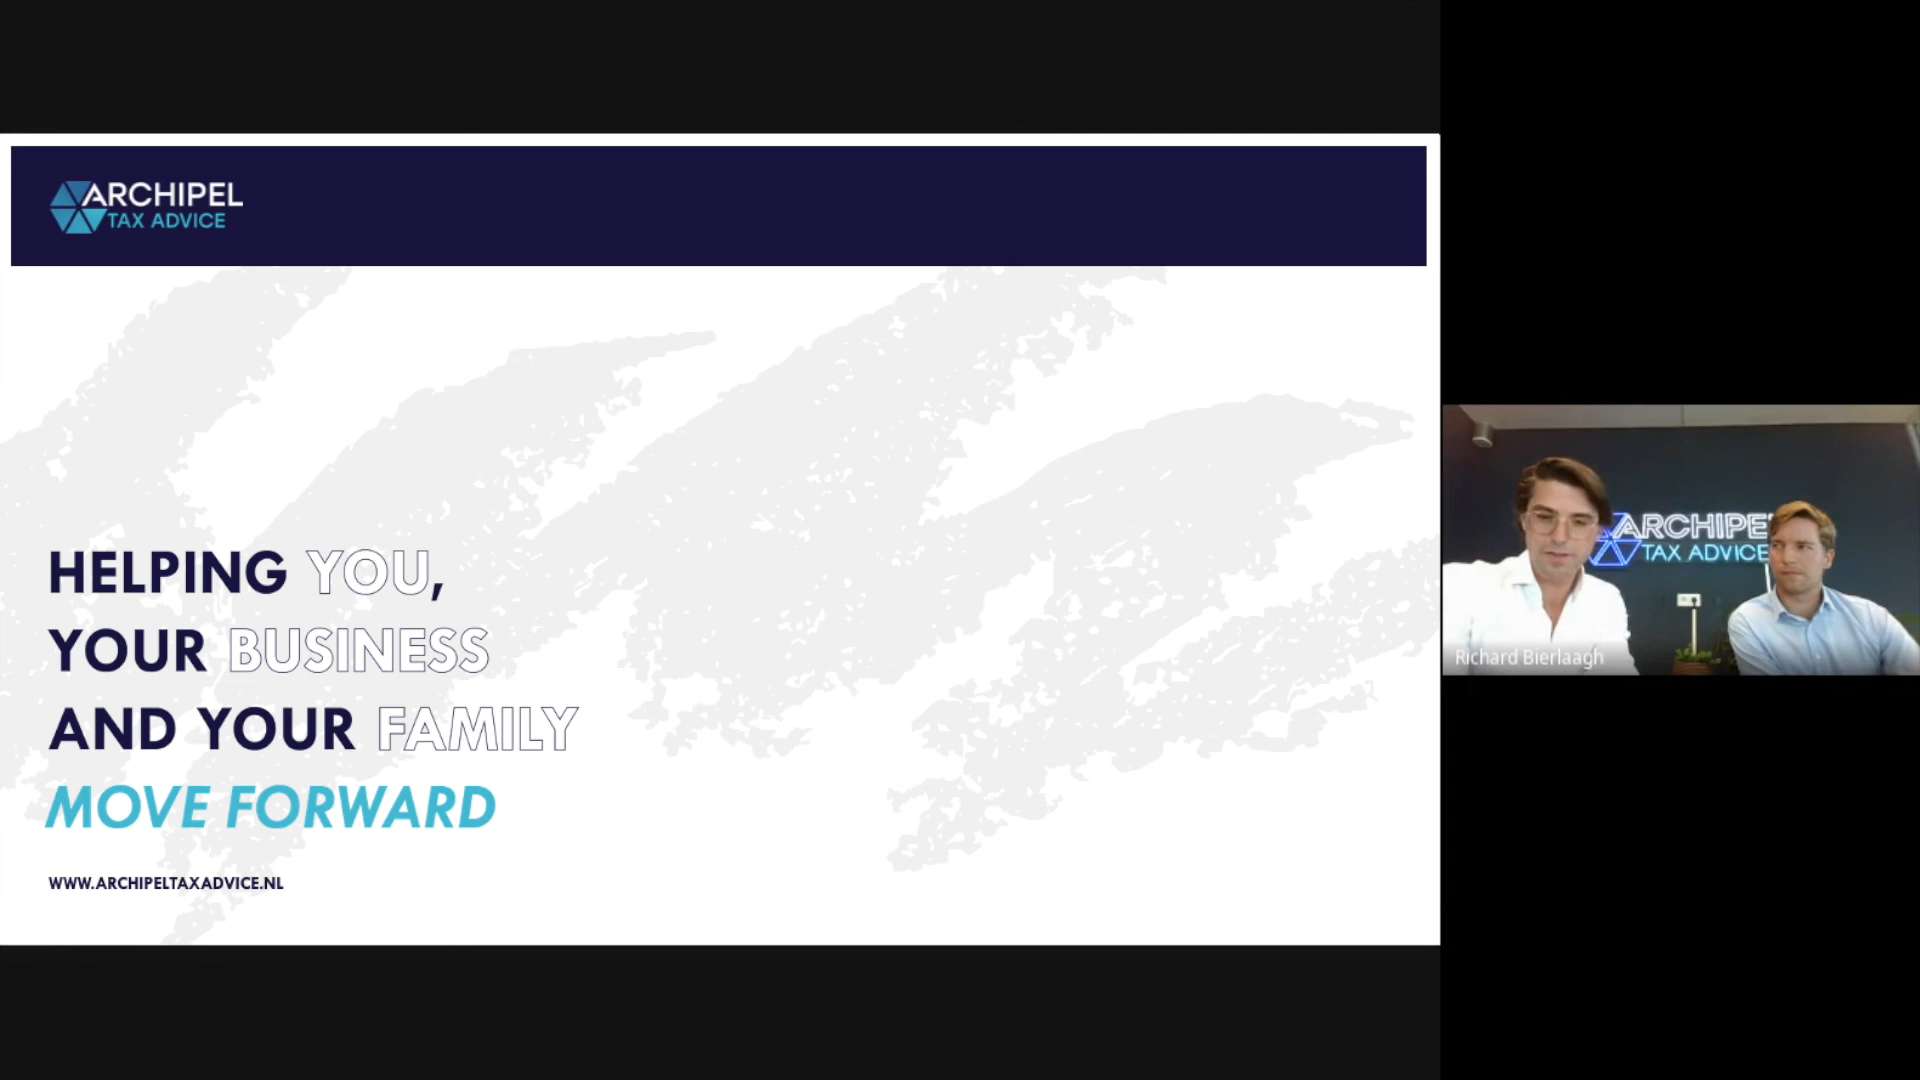 ARCHIPEL
TAX ADVICE
HELPING YOU,
YOUR BUSINESS
AND YOUR FAMILY
MOVE FORWARD
WWW.ARCHIPELTAXADVICE.NL
ARCHIPE
TAX ADVICE
Richard Bierlaagh